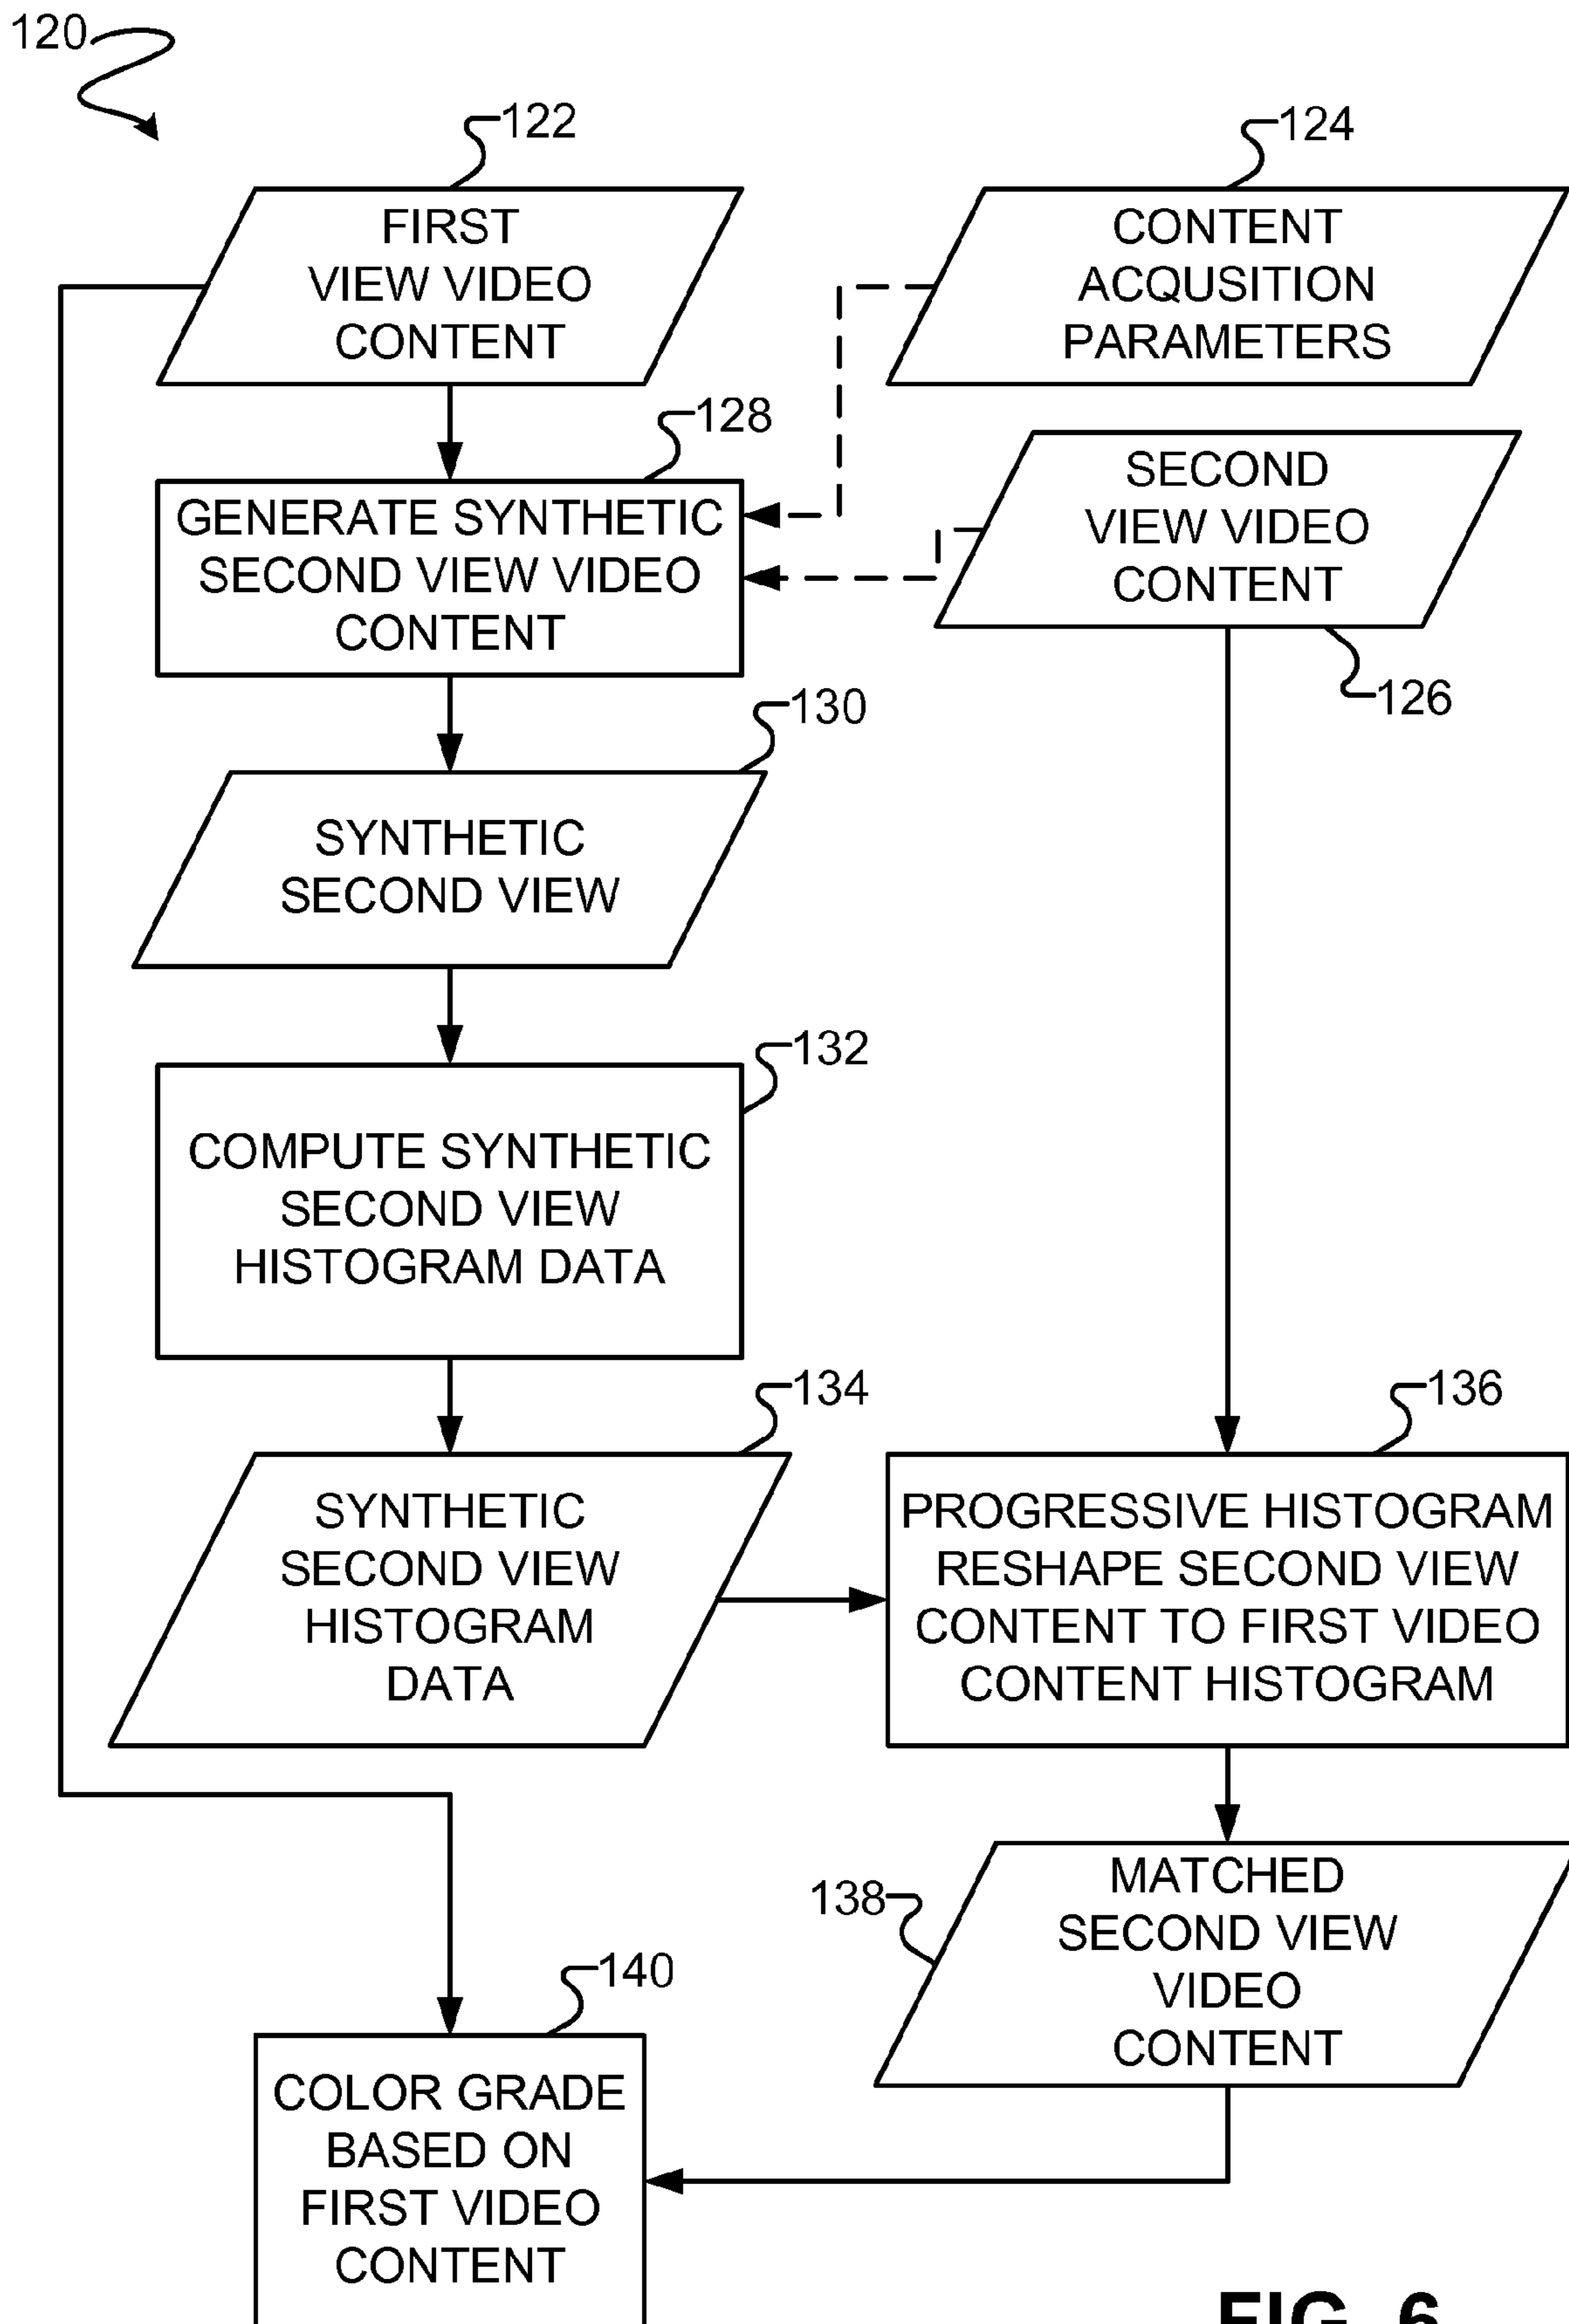 120
122
124
FIRST
VIEW VIDEO
CONTENT
CONTENT
ACQUSITION
PARAMETERS
128
GENERATE SYNTHETIC
SECOND VIEW VIDEO
CONTENT
SECOND
VIEW VIDEO
CONTENT
126
130
SYNTHETIC
SECOND VIEW
132
COMPUTE SYNTHETIC
SECOND VIEW
HISTOGRAM DATA
134
136
SYNTHETIC
SECOND VIEW
HISTOGRAM
DATA
PROGRESSIVE HISTOGRAM
RESHAPE SECOND VIEW
CONTENT TO FIRST VIDEO
CONTENT HISTOGRAM
138
MATCHED
SECOND VIEW
VIDEO
CONTENT
140
COLOR GRADE
BASED ON
FIRST VIDEO
CONTENT
FIG. 6